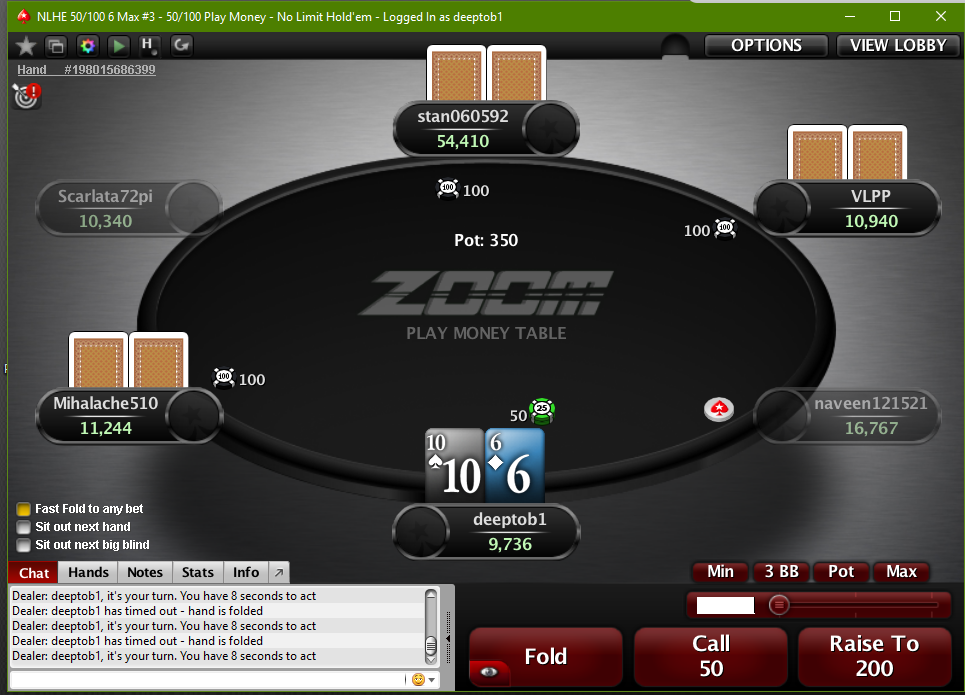 NLHE 50/100 6 Max #3 - 50/100 Play Money - No Limit Hold'em - Logged In as deeptob1
H
OPTIONS
VIEW LOBBY
Hand #198015686399
stan060592
54,410
Scarlata72pi
10,340
VLPP
10,940
100 100
100 100
Pot: 350
ZOOM
PLAY MONEY TABLE
Mihalache510
11,244
100 100
50 25
naveen121521
16,767
10 10
6 6
deeptob1
9,736
Fast Fold to any bet
Sit out next hand
Sit out next big blind
Chat Hands Notes Stats Info
Min 3 BB Pot Max
Dealer: deeptob1, it's your turn. You have 8 seconds to act
Dealer: deeptob1 has timed out - hand is folded
Dealer: deeptob1, it's your turn. You have 8 seconds to act
Dealer: deeptob1 has timed out - hand is folded
Dealer: deeptob1, it's your turn. You have 8 seconds to act
Fold
Call
50
Raise To
200